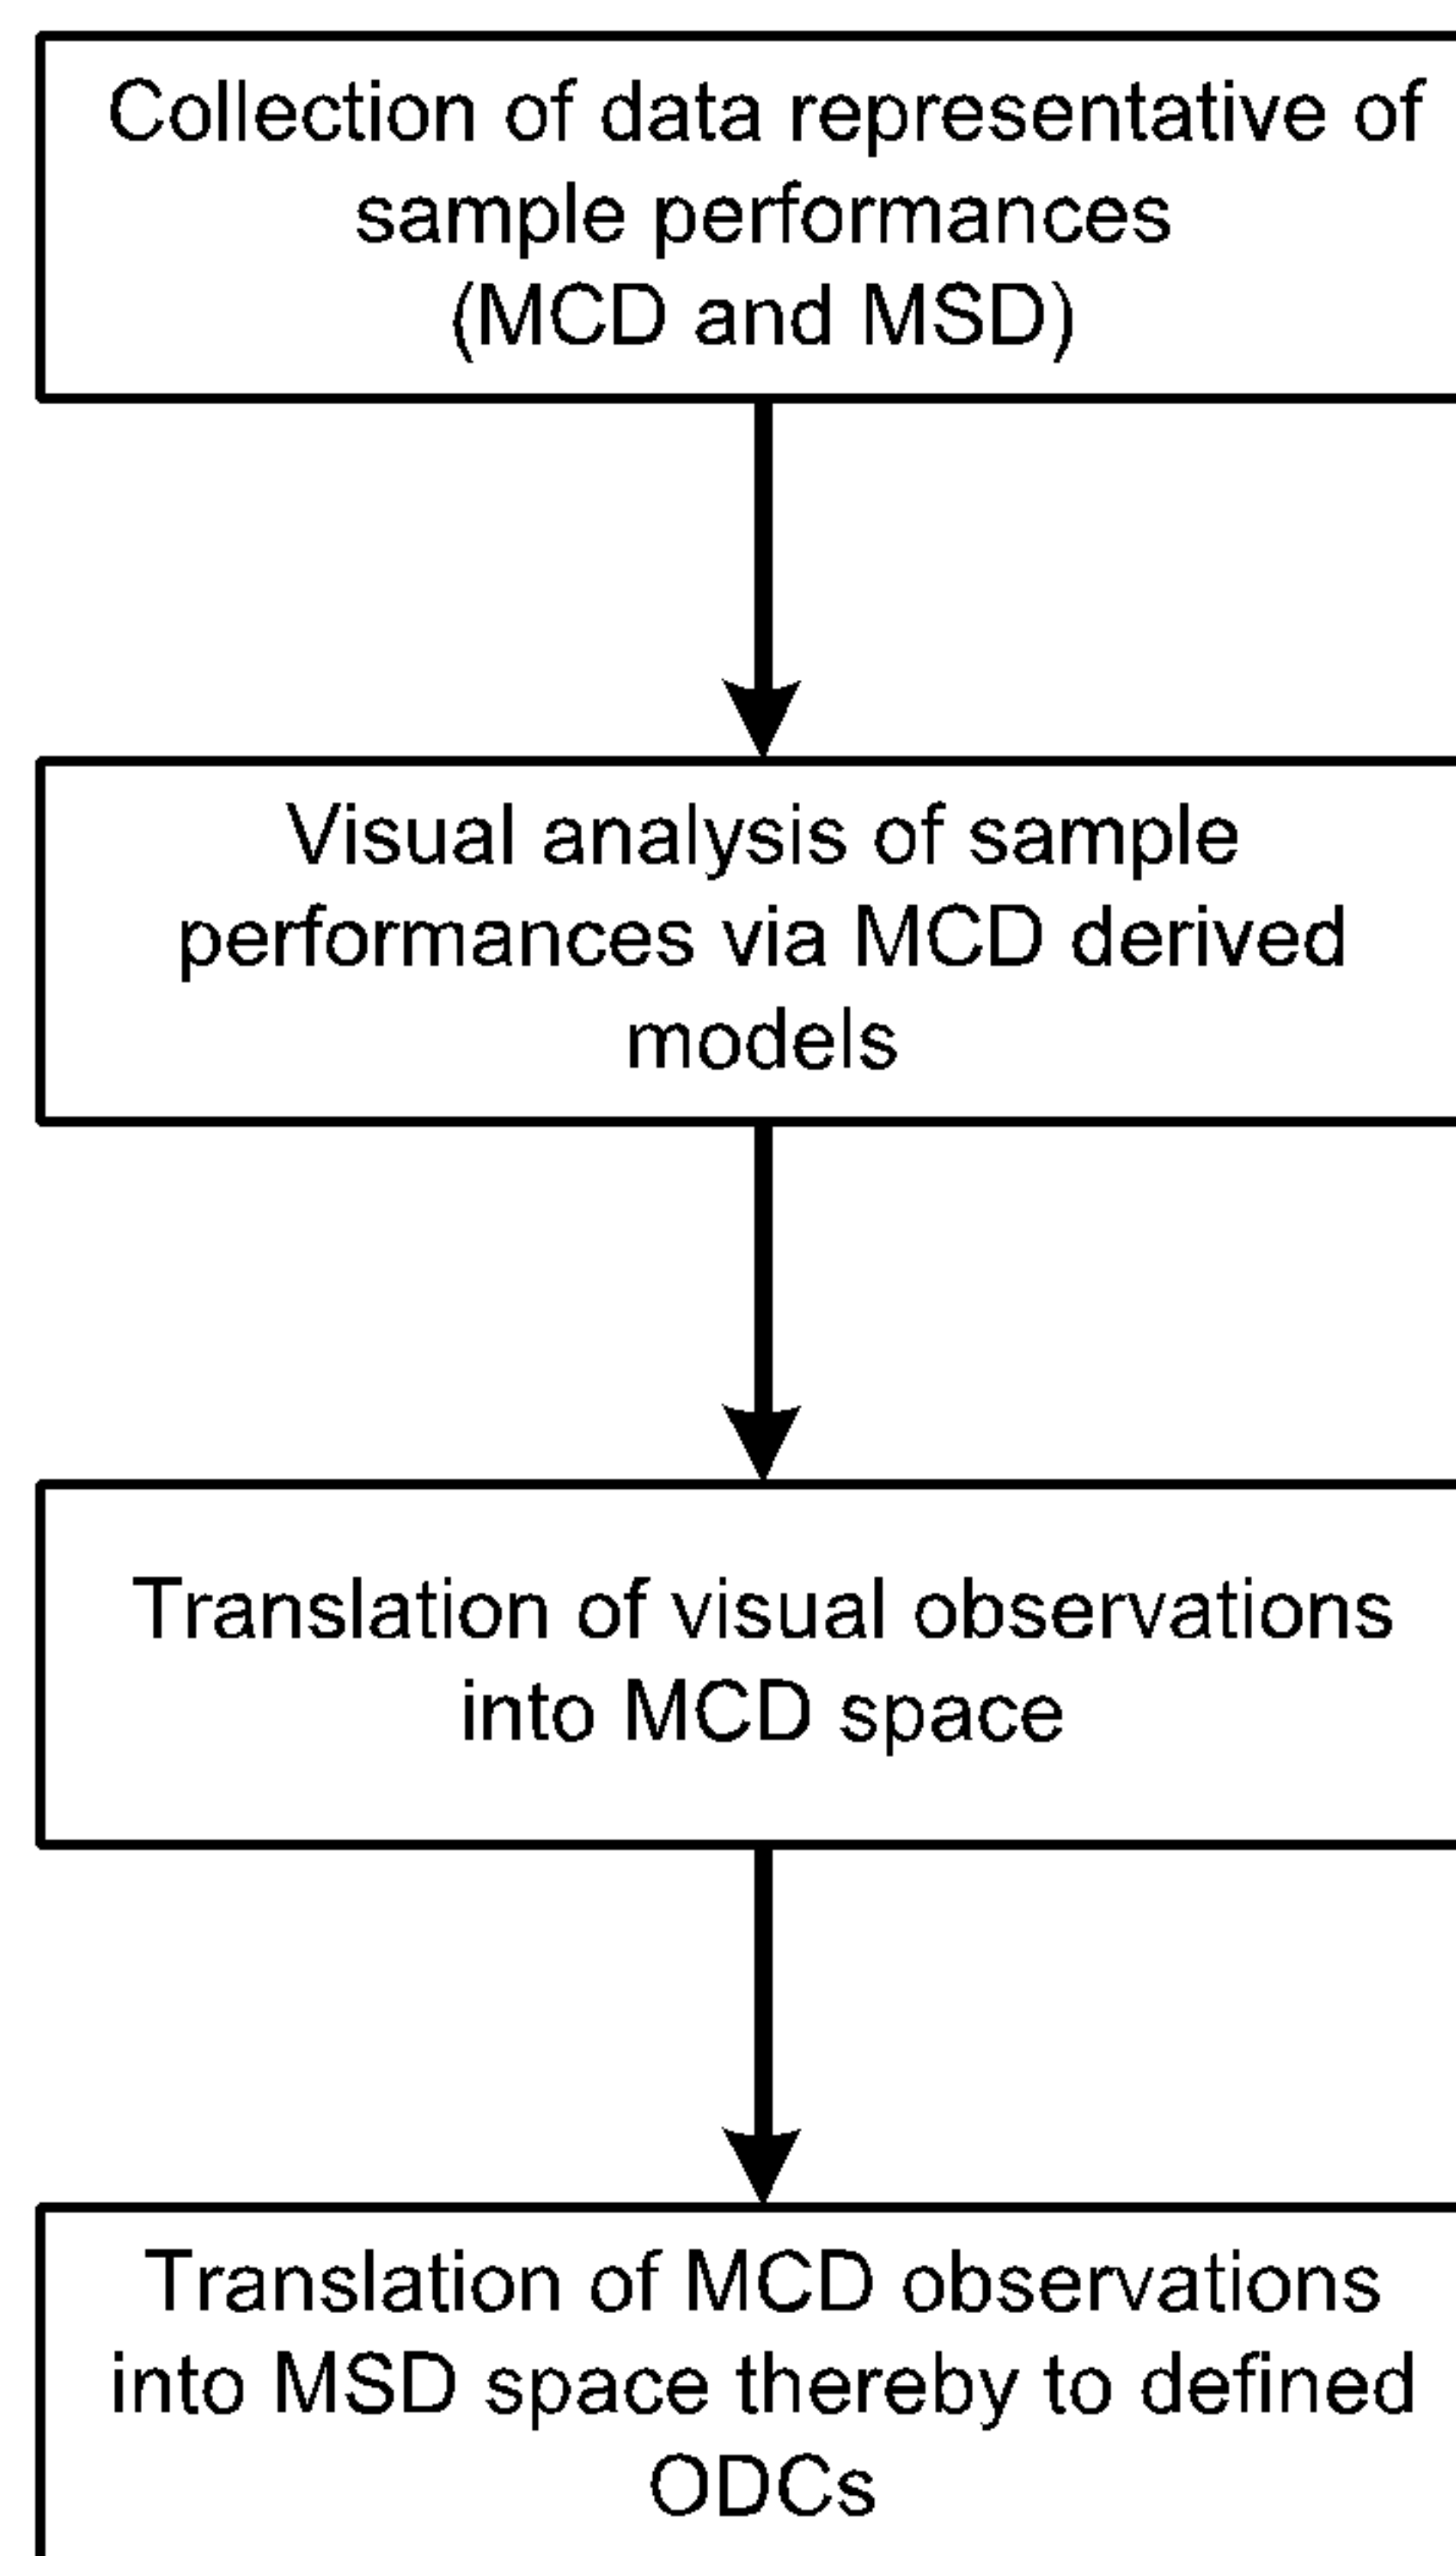 Collection of data representative of
sample performances
(MCD and MSD)
Visual analysis of sample
performances via MCD derived
models
Translation of visual observations
into MCD space
Translation of MCD observations
into MSD space thereby to defined
ODCs